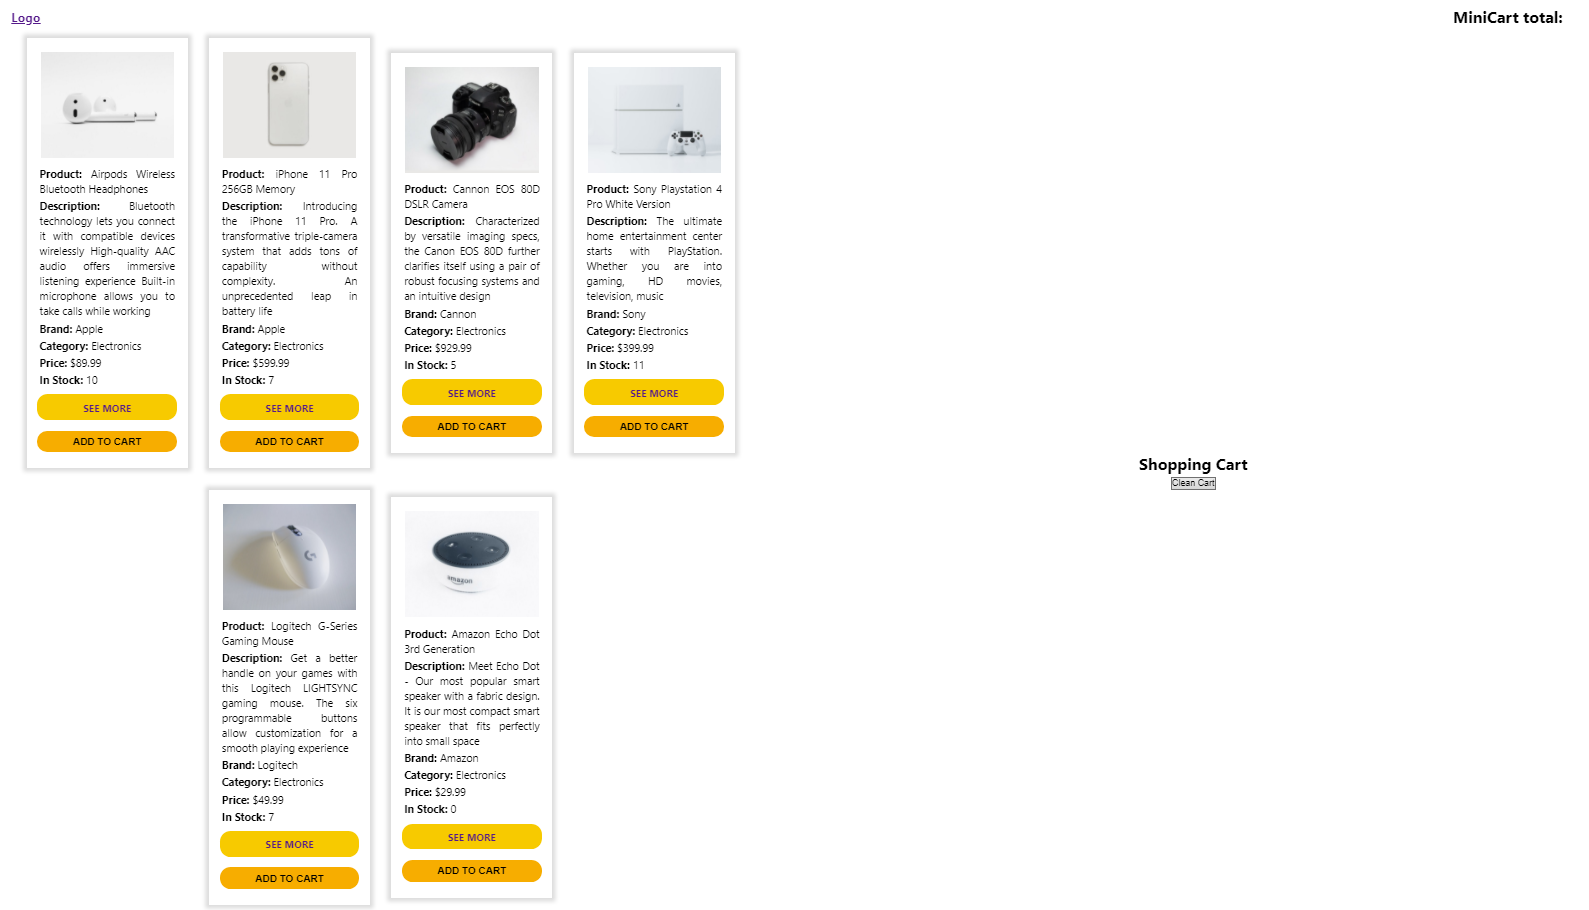 Logo
MiniCart total:
Product: Airpods Wireless
Bluetooth Headphones
Description: Bluetooth
technology lets you connect
it with compatible devices
wirelessly High-quality AAC
audio offers immersive
listening experience Built-in
microphone allows you to
take calls while working
Brand: Apple
Category: Electronics
Price: $89.99
In Stock: 10
SEE MORE
ADD TO CART
Product: iPhone 11 Pro
256GB Memory
Description: Introducing
the iPhone 11 Pro. A
transformative triple-camera
system that adds tons of
capability without
complexity. An
unprecedented leap in
battery life
Brand: Apple
Category: Electronics
Price: $599.99
In Stock: 7
SEE MORE
ADD TO CART
Product: Cannon EOS 80D
DSLR Camera
Description: Characterized
by versatile imaging specs,
the Canon EOS 80D further
clarifies itself using a pair of
robust focusing systems and
an intuitive design
Brand: Cannon
Category: Electronics
Price: $929.99
In Stock: 5
SEE MORE
ADD TO CART
Product: Sony Playstation 4
Pro White Version
Description: The ultimate
home entertainment center
starts with PlayStation.
Whether you are into
gaming, HD movies,
television, music
Brand: Sony
Category: Electronics
Price: $399.99
In Stock: 11
SEE MORE
ADD TO CART
Shopping Cart
Clean Cart
Product: Logitech G-Series
Gaming Mouse
Description: Get a better
handle on your games with
this Logitech LIGHTSYNC
gaming mouse. The six
programmable buttons
allow customization for a
smooth playing experience
Brand: Logitech
Category: Electronics
Price: $49.99
In Stock: 7
SEE MORE
ADD TO CART
amazon
Product: Amazon Echo Dot
3rd Generation
Description: Meet Echo Dot
- Our most popular smart
speaker with a fabric design.
It is our most compact smart
speaker that fits perfectly
into small space
Brand: Amazon
Category: Electronics
Price: $29.99
In Stock: 0
SEE MORE
ADD TO CART